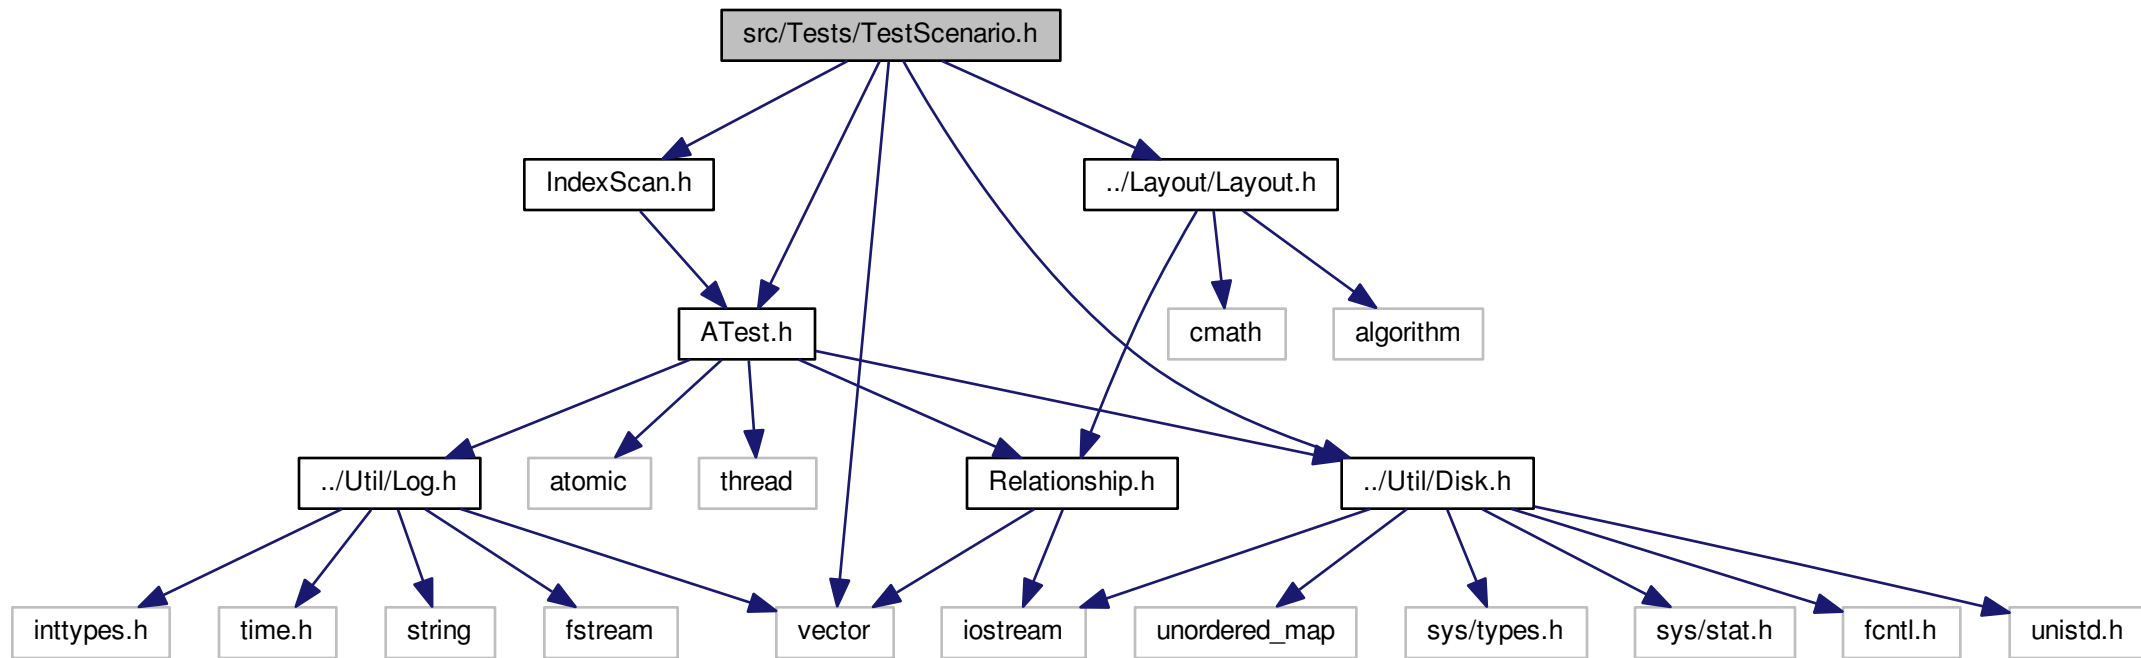 src/Tests/TestScenario.h
IndexScan.h
../Layout/Layout.h
ATest.h
cmath
algorithm
../Util/Log.h
atomic
thread
Relationship.h
../Util/Disk.h
inttypes.h
time.h
string
fstream
vector
iostream
unordered_map
sys/types.h
sys/stat.h
fcntl.h
unistd.h